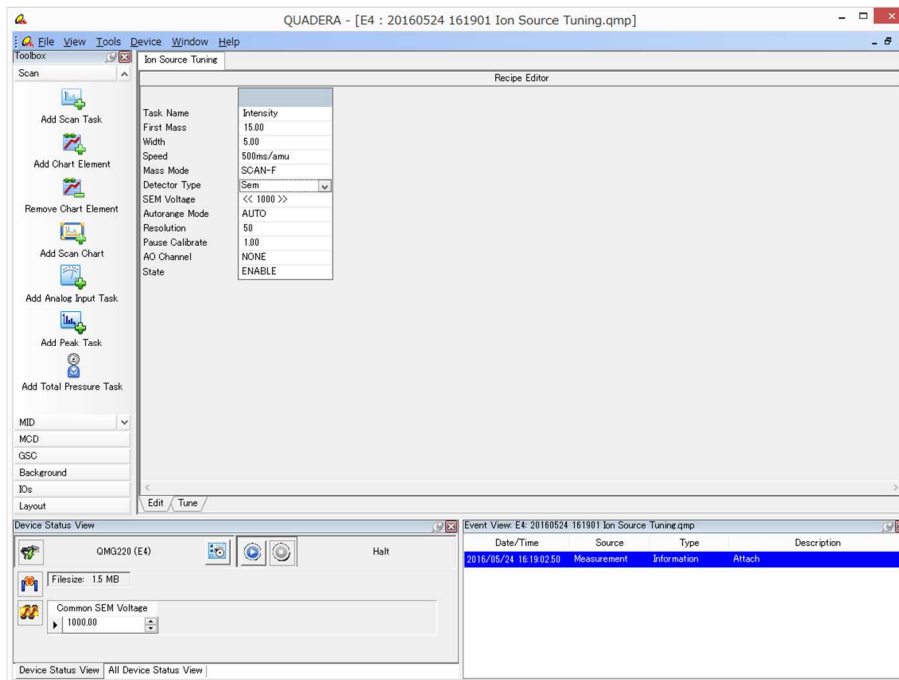 QUADERA - [E4 : 20160524 161901 Ion Source Tuning.qmp]
File View Tools Device Window Help
Toolbox
Scan
Add Scan Task
Add Chart Element
Remove Chart Element
Add Scan Chart
Add Analog Input Task
Add Peak Task
Add Total Pressure Task
MID
MCD
GSC
Background
IOs
Layout
Ion Source Tuning
Recipe Editor
Task Name Intensity
First Mass 15.00
Width 5.00
Speed 500ms/amu
Mass Mode SCAN-F
Detector Type Sem
SEM Voltage << 1000 >>
Autorange Mode AUTO
Resolution 50
Pause Calibrate 1.00
AO Channel NONE
State ENABLE
Edit Tune
Device Status View
QMG220 (E4) Halt
Filesize: 1.5 MB
Common SEM Voltage
1000.00
Device Status View All Device Status View
Event View: E4: 20160524 161901 Ion Source Tuning.qmp
Date/Time Source Type Description
2016/05/24 16:19:02.50 Measurement Information Attach